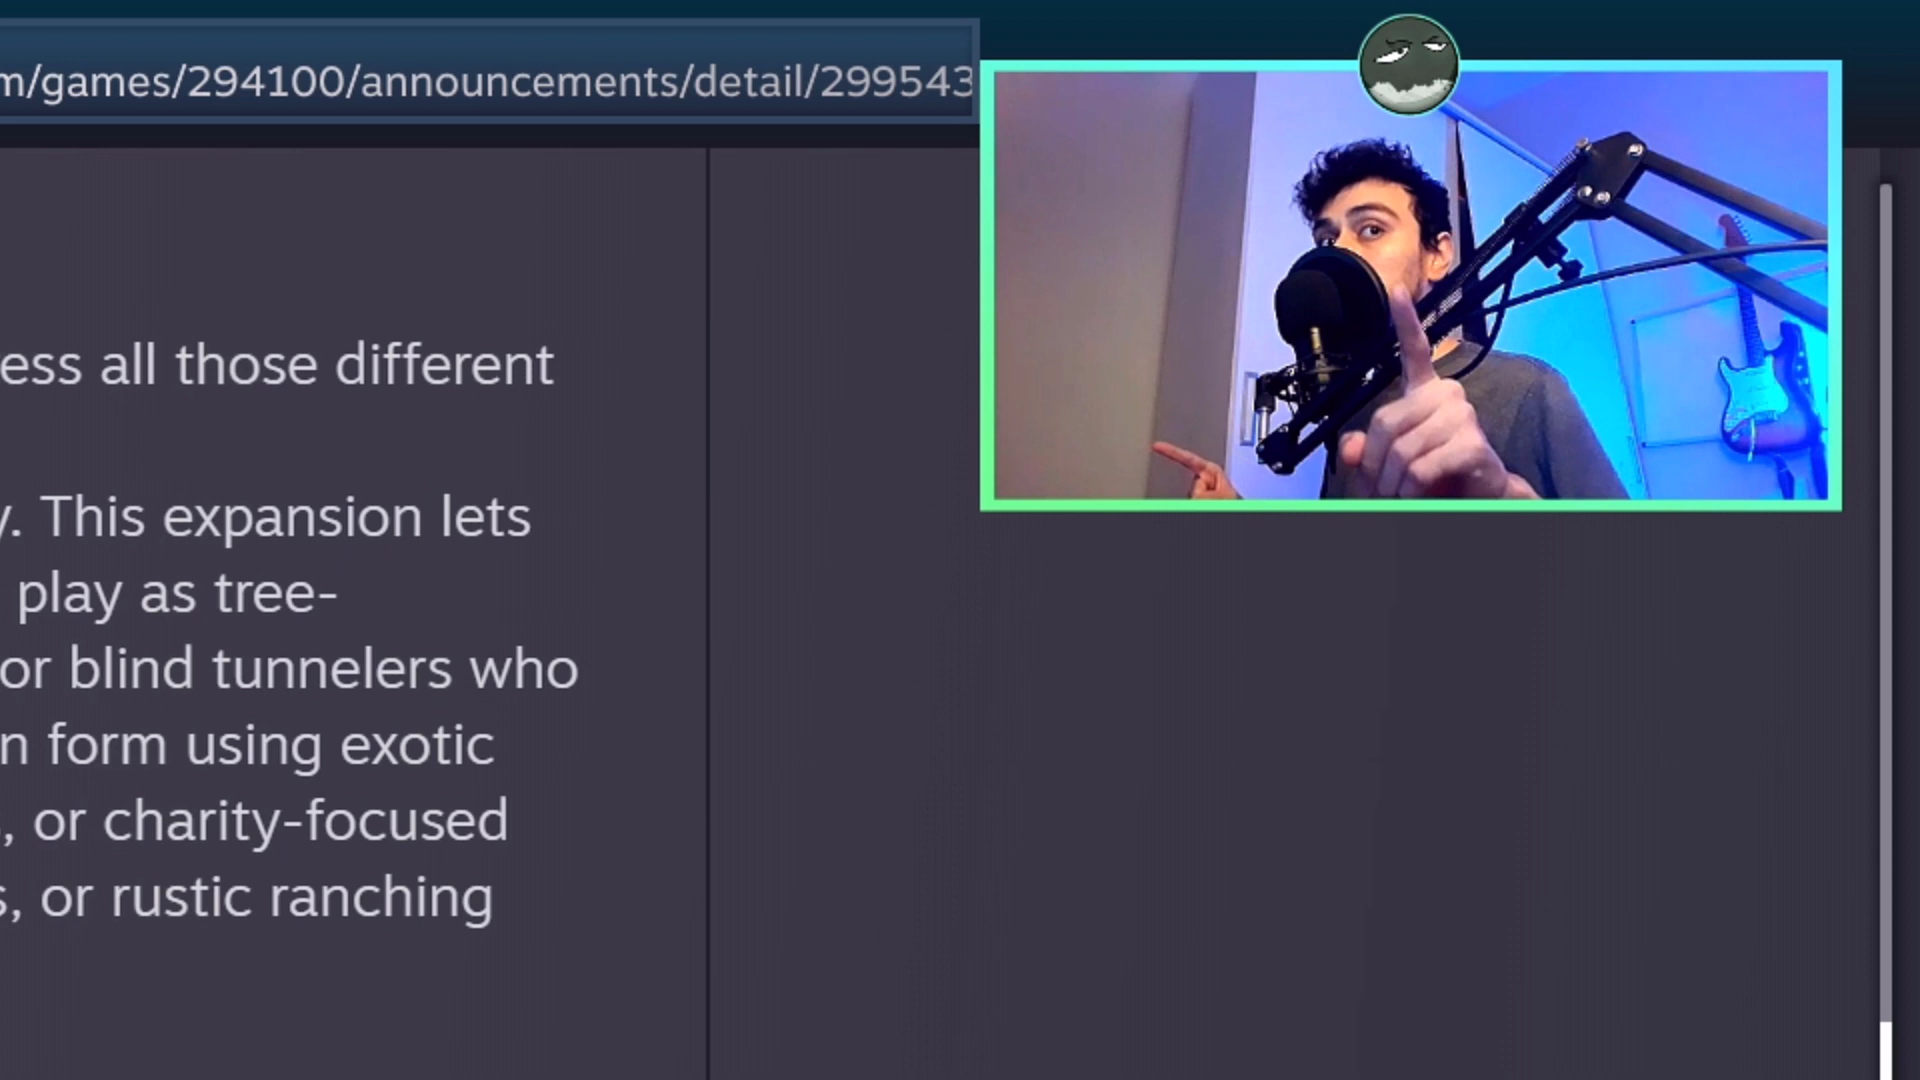 m/games/294100/announcements/detail/299543
ess all those different
y. This expansion lets
play as tree-
or blind tunnelers who
n form using exotic
, or charity-focused
s, or rustic ranching